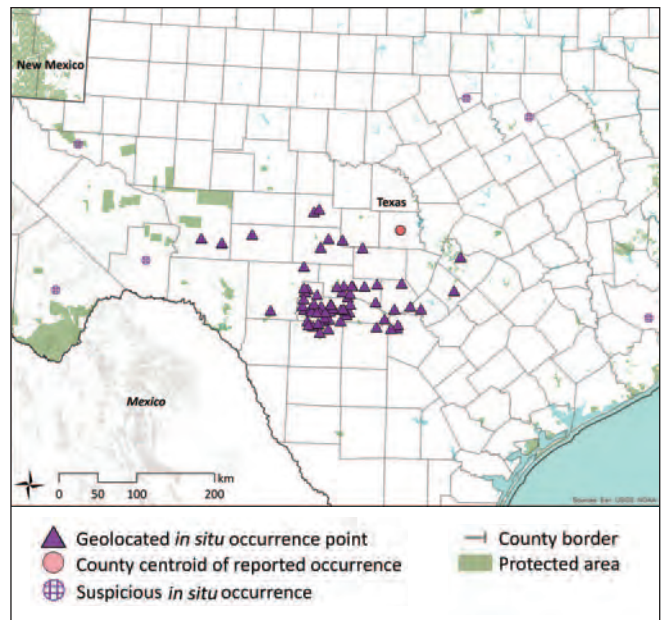 New Mexico
Texas
Mexico
km
0 50 100 200
Sources: Esri, USGS, NOAA
Geolocated in situ occurrence point
County centroid of reported occurrence
Suspicious in situ occurrence
County border
Protected area